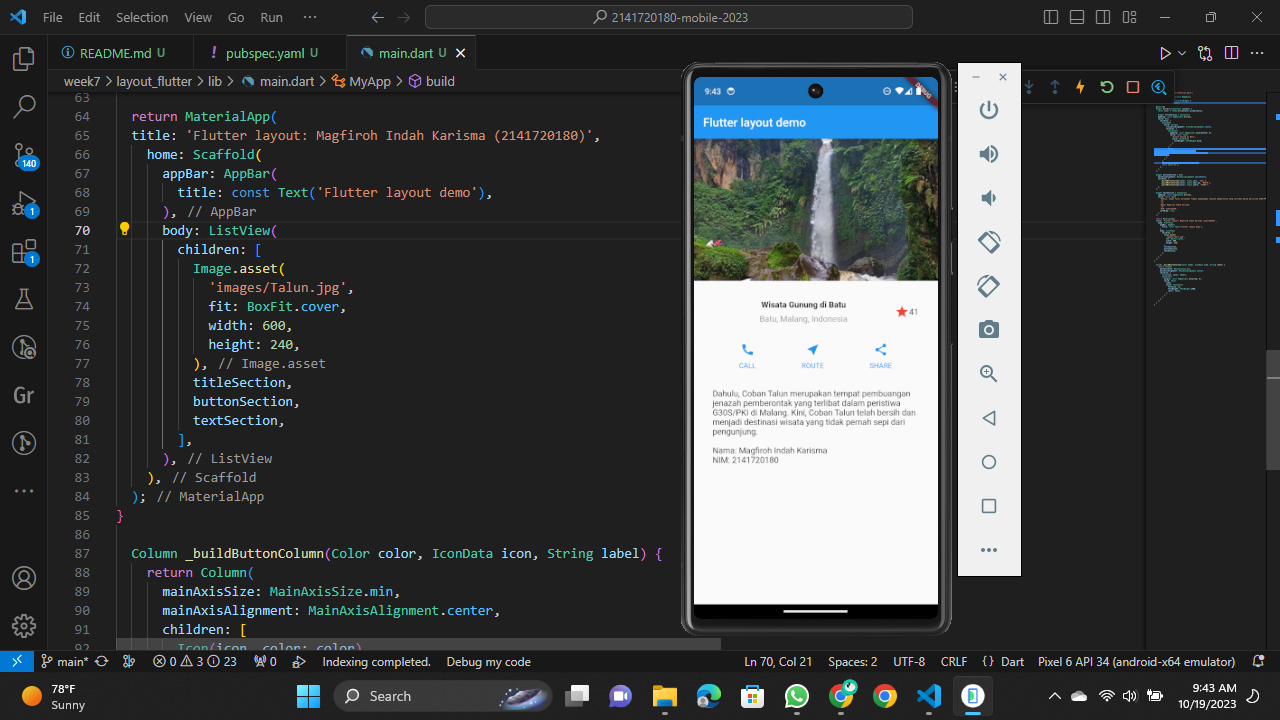 File Edit Selection View Go Run ···
2141720180-mobile-2023
README.md U
! pubspec.yaml U
main.dart U
week7 > layout_flutter > lib > main.dart > MyApp > build
63
64 return MaterialApp(
65 title: 'Flutter layout: Magfiroh Indah Karisma (2141720180)',
66 home: Scaffold(
67 appBar: AppBar(
68 title: const Text('Flutter layout demo'),
69 ), // AppBar
70 body: ListView(
71 children: [
72 Image.asset(
73 'images/Talun.jpg',
74 fit: BoxFit.cover,
75 width: 600,
76 height: 240,
77 ), // Image.asset
78 titleSection,
79 buttonSection,
80 textSection,
81 ],
82 ), // ListView
83 ), // Scaffold
84 ); // MaterialApp
85 }
86
87 Column _buildButtonColumn(Color color, IconData icon, String label) {
88 return Column(
89 mainAxisSize: MainAxisSize.min,
90 mainAxisAlignment: MainAxisAlignment.center,
91 children: [
92 Icon(icon, color: color)
140
1
1
Gr
9:43
Flutter layout demo
Wisata Gunung di Batu
Batu, Malang, Indonesia
41
CALL ROUTE SHARE
Dahulu, Coban Talun merupakan tempat pembuangan
jenazah pemberontak yang terlibat dalam peristiwa
G30S/PKI di Malang. Kini, Coban Talun telah bersih dan
menjadi destinasi wisata yang tidak pernah sepi dari
pengunjung.
Nama: Magfiroh Indah Karisma
NIM: 2141720180
main* 0 3 23 0 Indexing completed. Debug my code
Ln 70, Col 21 Spaces: 2 UTF-8 CRLF {} Dart Pixel 6 API 34 (android-x64 emulator)
78°F
Sunny
Search
9:43 AM
10/19/2023